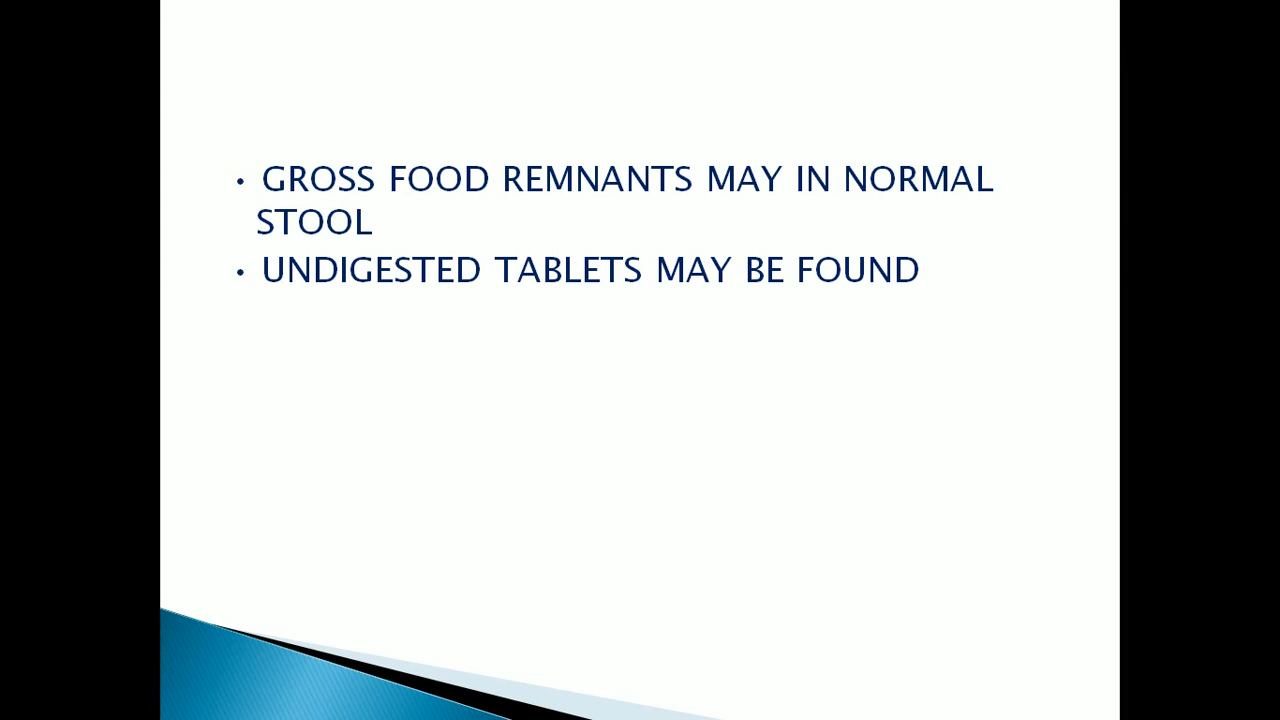 • GROSS FOOD REMNANTS MAY IN NORMAL
STOOL
• UNDIGESTED TABLETS MAY BE FOUND